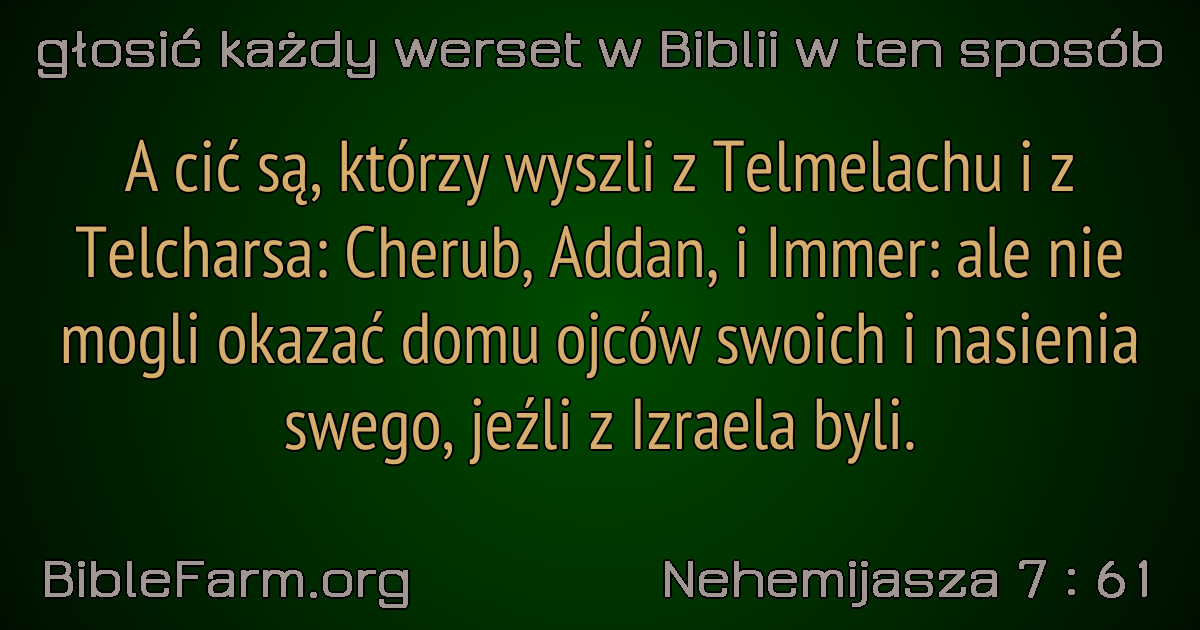 głosić każdy werset w Biblii w ten sposób
A cić są, którzy wyszli z Telmelachu i z
Telcharsa: Cherub, Addan, i Immer: ale nie
mogli okazać domu ojców swoich i nasienia
swego, jeźli z Izraela byli.
BibleFarm.org
Nehemijasza 7 : 61